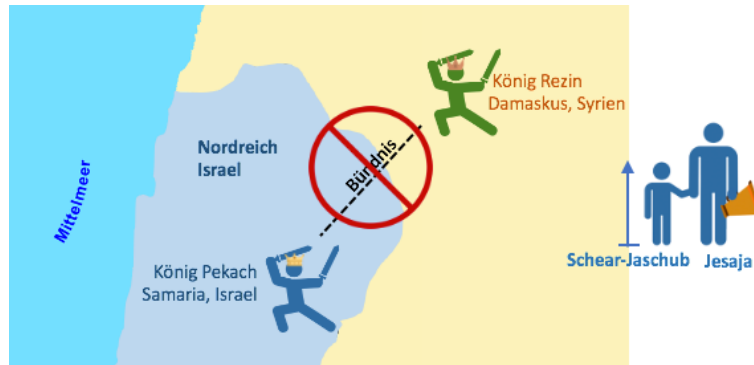 König Rezin
Damaskus, Syrien
Nordreich
Israel
Bündnis
Mittelmeer
König Pekach
Samaria, Israel
Schear-Jaschub
Jesaja